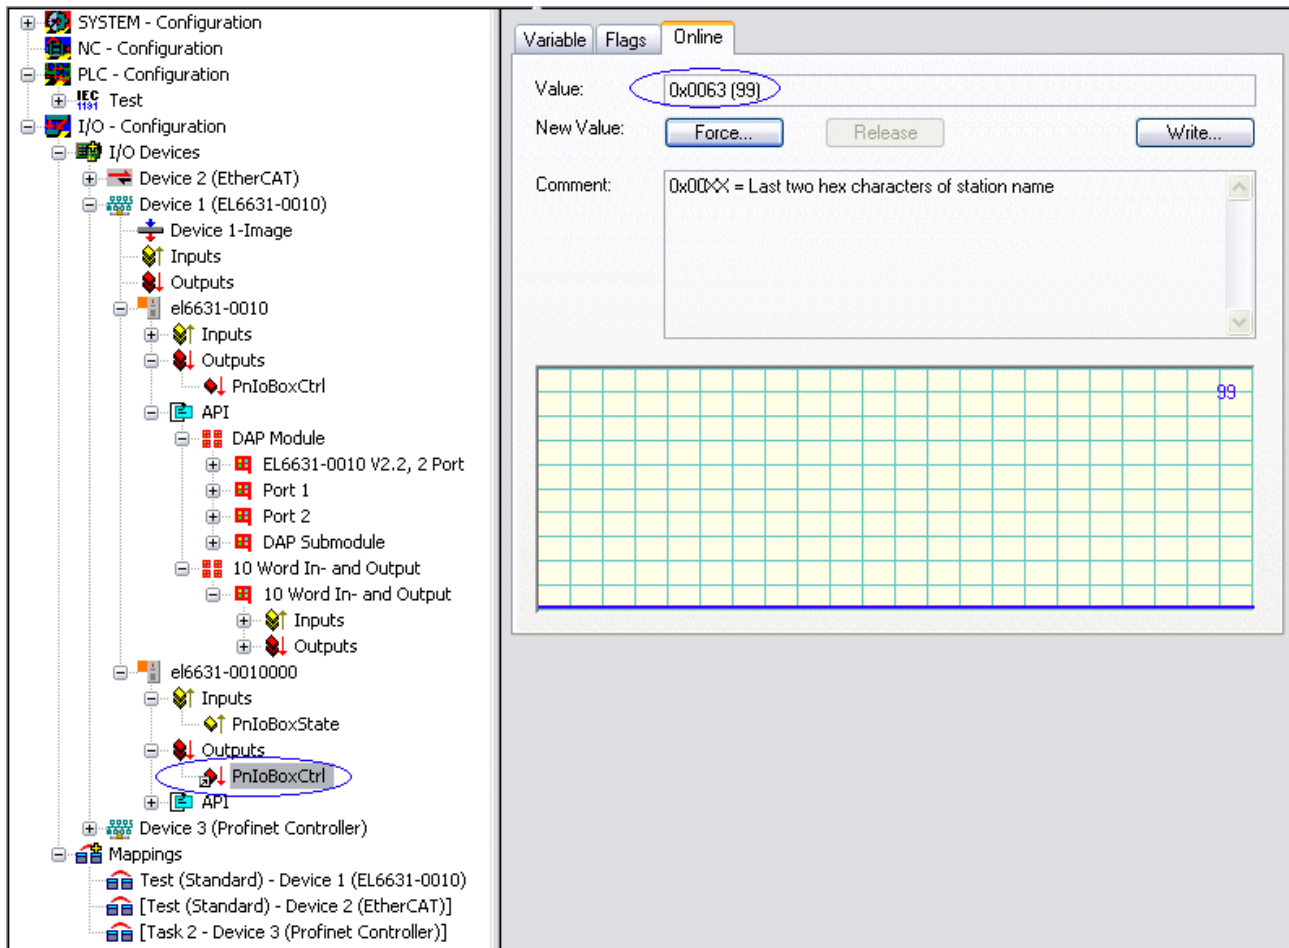 SYSTEM - Configuration
NC - Configuration
PLC - Configuration
IEC
1131
Test
I/O - Configuration
I/O Devices
Device 2 (EtherCAT)
Device 1 (EL6631-0010)
Device 1-Image
Inputs
Outputs
el6631-0010
Inputs
Outputs
PnIoBoxCtrl
API
DAP Module
EL6631-0010 V2.2, 2 Port
Port 1
Port 2
DAP Submodule
10 Word In- and Output
10 Word In- and Output
Inputs
Outputs
el6631-0010000
Inputs
PnIoBoxState
Outputs
PnIoBoxCtrl
API
Device 3 (Profinet Controller)
Mappings
Test (Standard) - Device 1 (EL6631-0010)
[Test (Standard) - Device 2 (EtherCAT)]
[Task 2 - Device 3 (Profinet Controller)]
Variable Flags Online
Value: 0x0063 (99)
New Value: Force... Release Write...
Comment: 0x00XX = Last two hex characters of station name
99